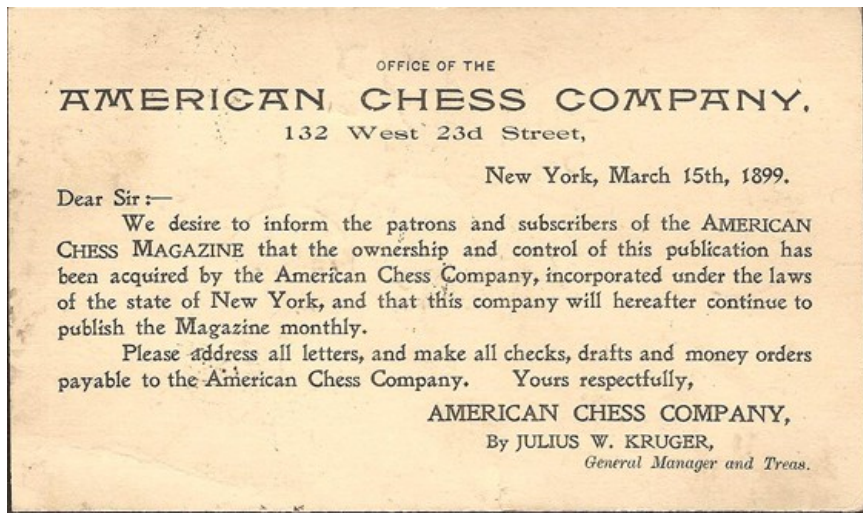 OFFICE OF THE
AMERICAN CHESS COMPANY.
132 West 23d Street,
New York, March 15th, 1899.
Dear Sir:—
We desire to inform the patrons and subscribers of the AMERICAN
CHESS MAGAZINE that the ownership and control of this publication has
been acquired by the American Chess Company, incorporated under the laws
of the state of New York, and that this company will hereafter continue to
publish the Magazine monthly.
Please address all letters, and make all checks, drafts and money orders
payable to the American Chess Company. Yours respectfully,
AMERICAN CHESS COMPANY,
By JULIUS W. KRUGER,
General Manager and Treas.